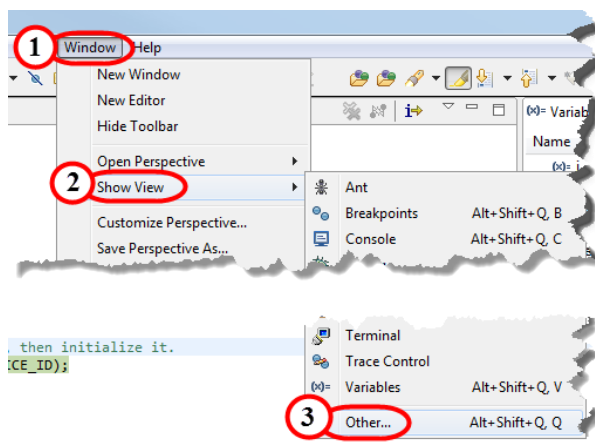 1
Window Help
New Window
New Editor
Hide Toolbar
(x)= Variab
Name
(x)= i
Open Perspective
2
Show View
Ant
Customize Perspective...
Breakpoints Alt+Shift+Q, B
Save Perspective As...
Console Alt+Shift+Q, C
, then initialize it.
ICE_ID);
Terminal
Trace Control
(x)= Variables Alt+Shift+Q, V
3
Other... Alt+Shift+Q, Q